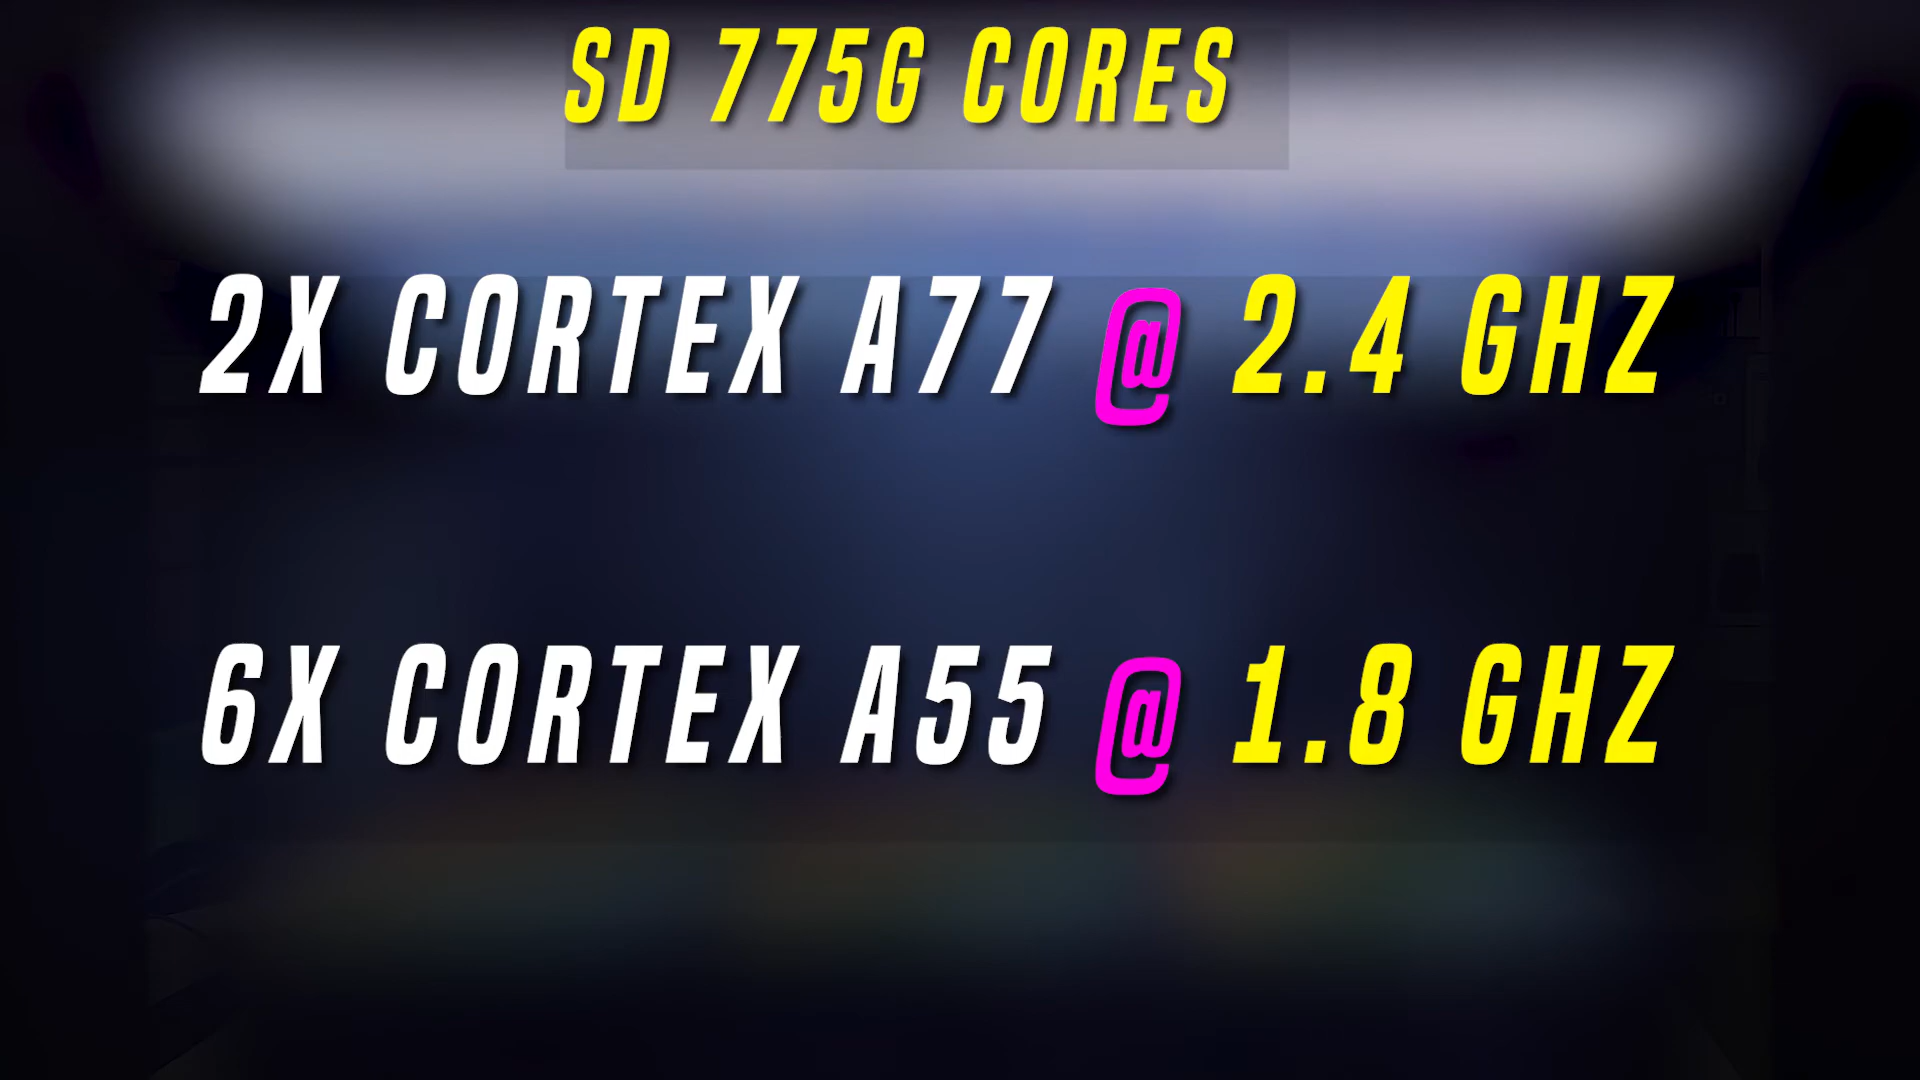 SD 775G CORES
2X CORTEX A77 @ 2.4 GHZ
6X CORTEX A55 @ 1.8 GHZ